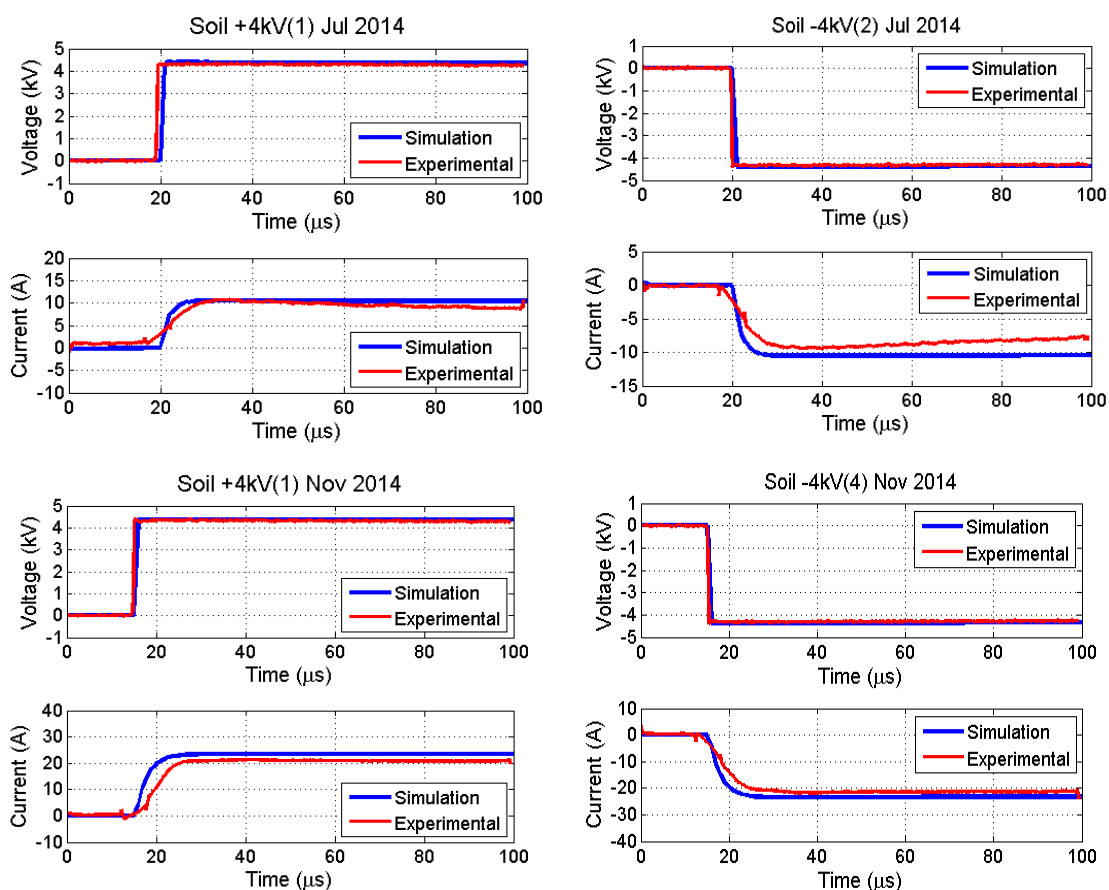 Soil +4kV(1) Jul 2014
Voltage (kV)
5
4
3
2
1
0
-1
Simulation
Experimental
0 20 40 60 80 100
Time (μs)
Current (A)
20
15
10
5
0
-5
-10
Simulation
Experimental
0 20 40 60 80 100
Time (μs)
Soil -4kV(2) Jul 2014
Voltage (kV)
1
0
-1
-2
-3
-4
-5
Simulation
Experimental
0 20 40 60 80 100
Time (μs)
Current (A)
5
0
-5
-10
-15
Simulation
Experimental
0 20 40 60 80 100
Time (μs)
Soil +4kV(1) Nov 2014
Voltage (kV)
5
4
3
2
1
0
-1
Simulation
Experimental
0 20 40 60 80 100
Time (μs)
Current (A)
40
30
20
10
0
-10
Simulation
Experimental
0 20 40 60 80 100
Time (μs)
Soil -4kV(4) Nov 2014
Voltage (kV)
1
0
-1
-2
-3
-4
-5
Simulation
Experimental
0 20 40 60 80 100
Time (μs)
Current (A)
10
0
-10
-20
-30
-40
Simulation
Experimental
0 20 40 60 80 100
Time (μs)